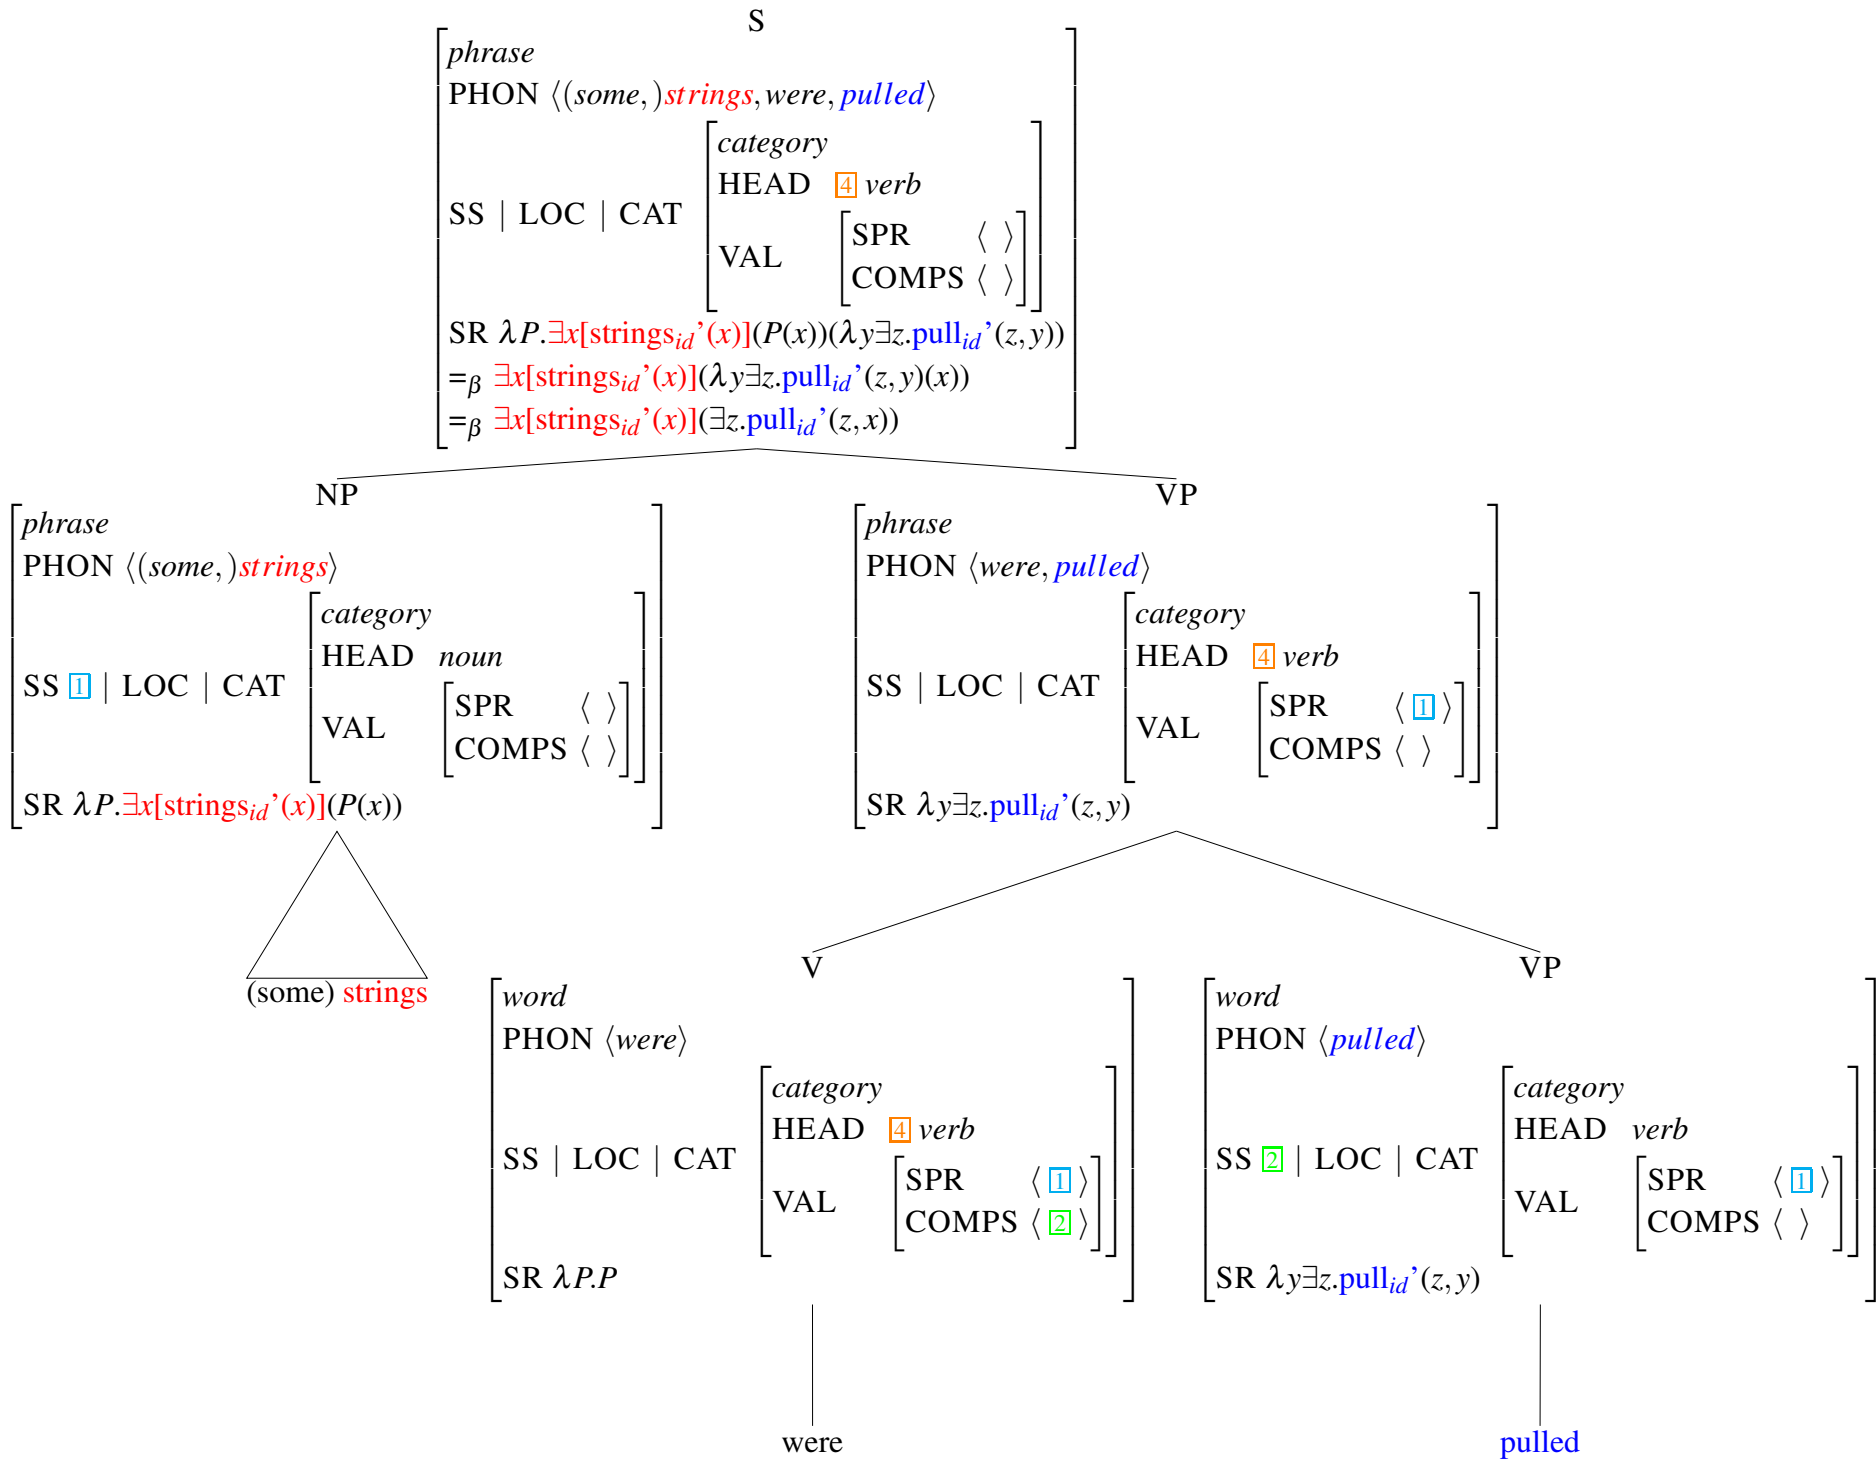 S
phrase
PHON ⟨(some,)strings, were, pulled⟩
SS | LOC | CAT
category
HEAD 4 verb
VAL
SPR ⟨ ⟩
COMPS ⟨ ⟩
SR λP.∃x[strings_id’(x)](P(x))(λy∃z.pull_id’(z,y))
=β ∃x[strings_id’(x)](λy∃z.pull_id’(z,y)(x))
=β ∃x[strings_id’(x)](∃z.pull_id’(z,x))
NP
phrase
PHON ⟨(some,)strings⟩
SS 1 | LOC | CAT
category
HEAD noun
VAL
SPR ⟨ ⟩
COMPS ⟨ ⟩
SR λP.∃x[strings_id’(x)](P(x))
(some) strings
VP
phrase
PHON ⟨were, pulled⟩
SS | LOC | CAT
category
HEAD 4 verb
VAL
SPR ⟨ 1 ⟩
COMPS ⟨ ⟩
SR λy∃z.pull_id’(z,y)
V
word
PHON ⟨were⟩
SS | LOC | CAT
category
HEAD 4 verb
VAL
SPR ⟨ 1 ⟩
COMPS ⟨ 2 ⟩
SR λP.P
were
VP
word
PHON ⟨pulled⟩
SS 2 | LOC | CAT
category
HEAD verb
VAL
SPR ⟨ 1 ⟩
COMPS ⟨ ⟩
SR λy∃z.pull_id’(z,y)
pulled